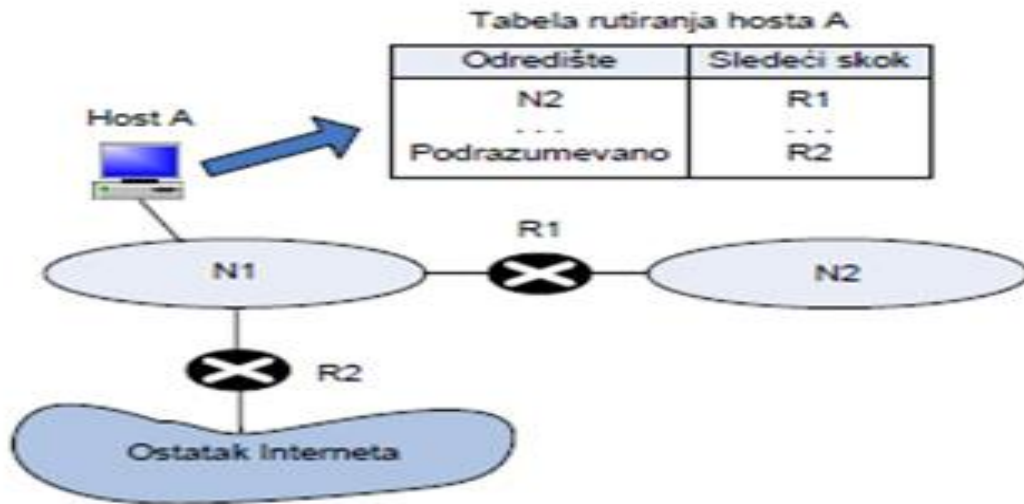 Tabela rutiranja hosta A
Odredište Sledeći skok
N2 R1
... ...
Podrazumevano R2
Host A
R1
N1
N2
R2
Ostatak Interneta